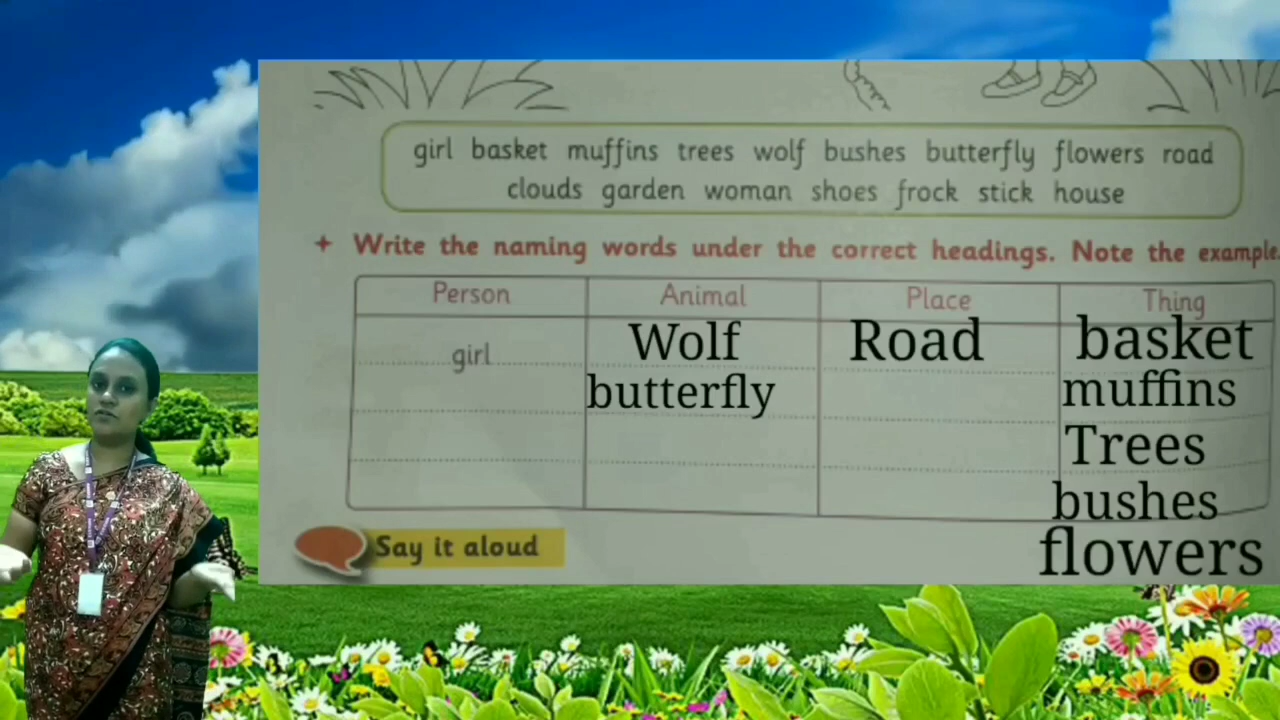 girl basket muffins trees wolf bushes butterfly flowers road
clouds garden woman shoes frock stick house
Write the naming words under the correct headings. Note the example.
Person Animal Place Thing
girl Wolf Road basket
butterfly muffins
Trees
bushes
flowers
Say it aloud